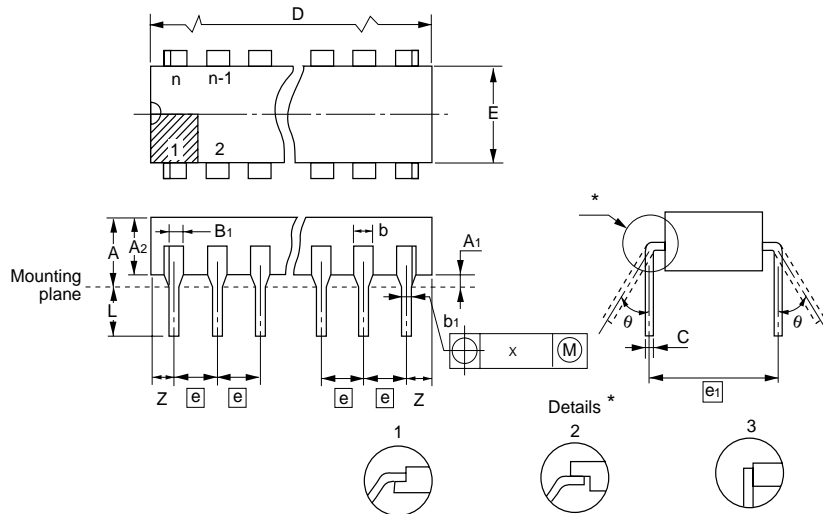 D
n n-1
E
1 2
*
A A2 B1 b A1
Mounting
plane
L
θ θ
b1 C
x M
Z e e e e Z
e1
Details *
1 2 3